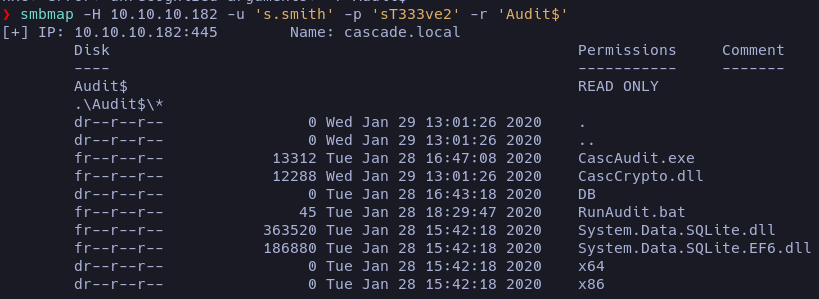 ❯ smbmap -H 10.10.10.182 -u 's.smith' -p 'sT333ve2' -r 'Audit$'
[+] IP: 10.10.10.182:445 Name: cascade.local
Disk Permissions Comment
---- ----------- -------
Audit$ READ ONLY
.\Audit$\*
dr--r--r-- 0 Wed Jan 29 13:01:26 2020 .
dr--r--r-- 0 Wed Jan 29 13:01:26 2020 ..
fr--r--r-- 13312 Tue Jan 28 16:47:08 2020 CascAudit.exe
fr--r--r-- 12288 Wed Jan 29 13:01:26 2020 CascCrypto.dll
dr--r--r-- 0 Tue Jan 28 16:43:18 2020 DB
fr--r--r-- 45 Tue Jan 28 18:29:47 2020 RunAudit.bat
fr--r--r-- 363520 Tue Jan 28 15:42:18 2020 System.Data.SQLite.dll
fr--r--r-- 186880 Tue Jan 28 15:42:18 2020 System.Data.SQLite.EF6.dll
dr--r--r-- 0 Tue Jan 28 15:42:18 2020 x64
dr--r--r-- 0 Tue Jan 28 15:42:18 2020 x86